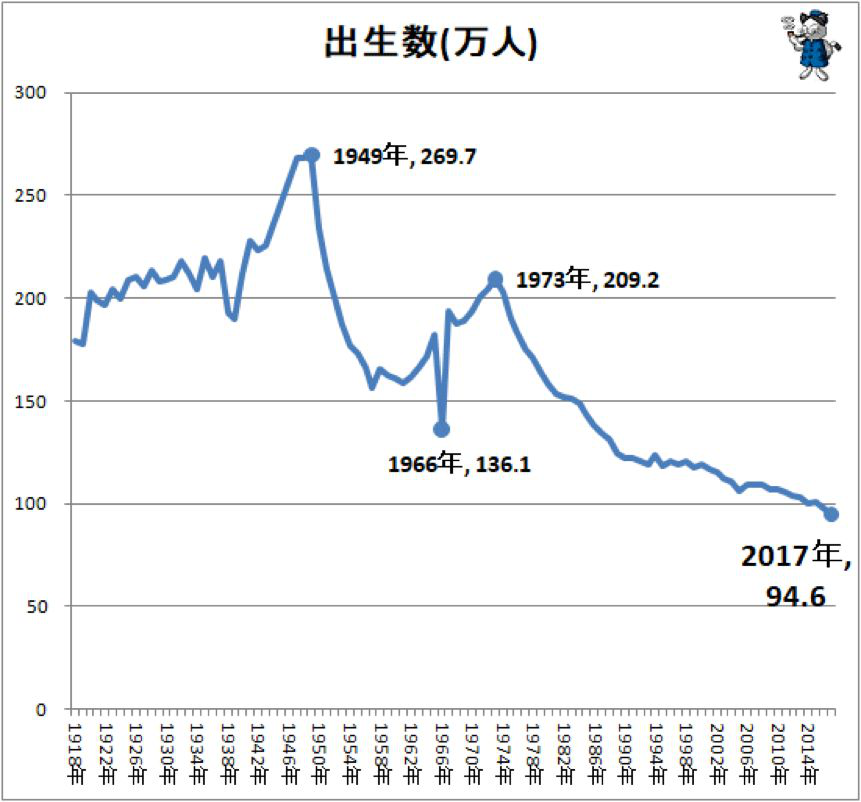 出生数(万人)
300
250
200
150
100
50
0
1949年, 269.7
1973年, 209.2
1966年, 136.1
2017年,
94.6
1918年
1922年
1926年
1930年
1934年
1938年
1942年
1946年
1950年
1954年
1958年
1962年
1966年
1970年
1974年
1978年
1982年
1986年
1990年
1994年
1998年
2002年
2006年
2010年
2014年